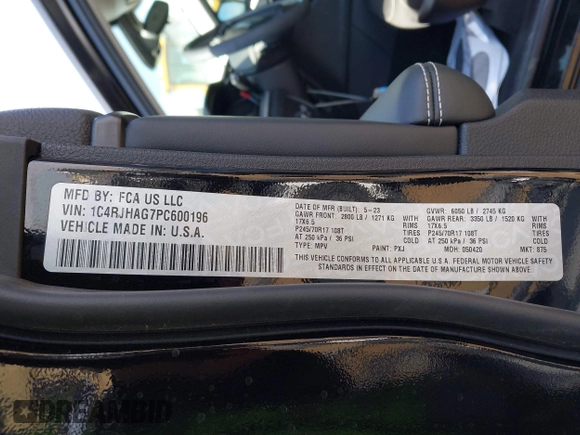 MFD BY: FCA US LLC
VIN: 1C4RJHAG7PC600196
VEHICLE MADE IN: U.S.A.
DATE OF MFR (BUILT): 5-23 GVWR: 6050 LB / 2745 KG
GAWR FRONT: 2800 LB / 1271 KG WITH GAWR REAR: 3350 LB / 1520 KG WITH
17X6.5 RIMS 17X6.5 RIMS
P245/70R17 108T TIRES P245/70R17 108T TIRES
AT 250 kPa / 36 PSI COLD AT 250 kPa / 36 PSI COLD
TYPE: MPV PAINT: PXJ MDH: 050420 MKT: 875
THIS VEHICLE CONFORMS TO ALL APPLICABLE U.S.A. FEDERAL MOTOR VEHICLE SAFETY
STANDARDS IN EFFECT ON THE DATE OF MANUFACTURE SHOWN ABOVE
DREAMBID